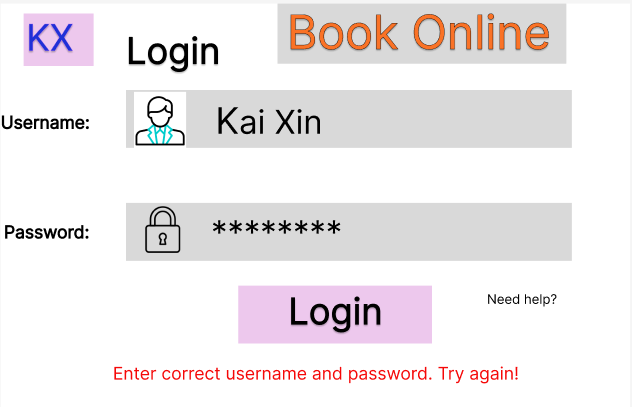 KX
Book Online
Login
Username:
Kai Xin
Password:
********
Login
Need help?
Enter correct username and password. Try again!